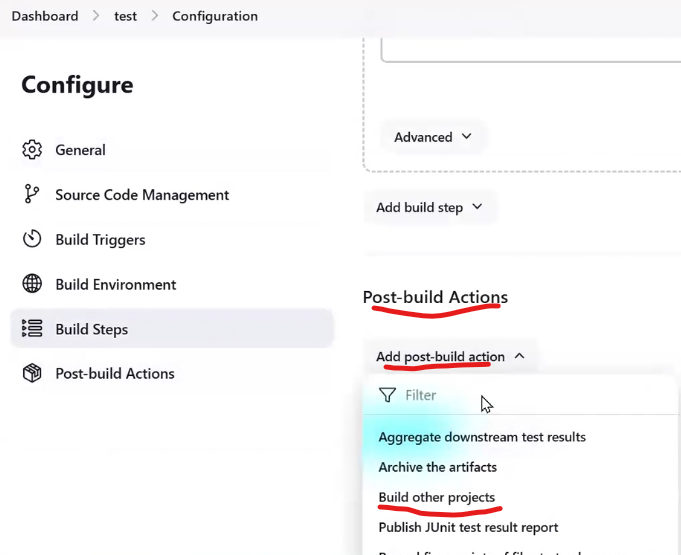 Dashboard > test > Configuration
Configure
General
Source Code Management
Build Triggers
Build Environment
Build Steps
Post-build Actions
Advanced
Add build step
Post-build Actions
Add post-build action
Filter
Aggregate downstream test results
Archive the artifacts
Build other projects
Publish JUnit test result report